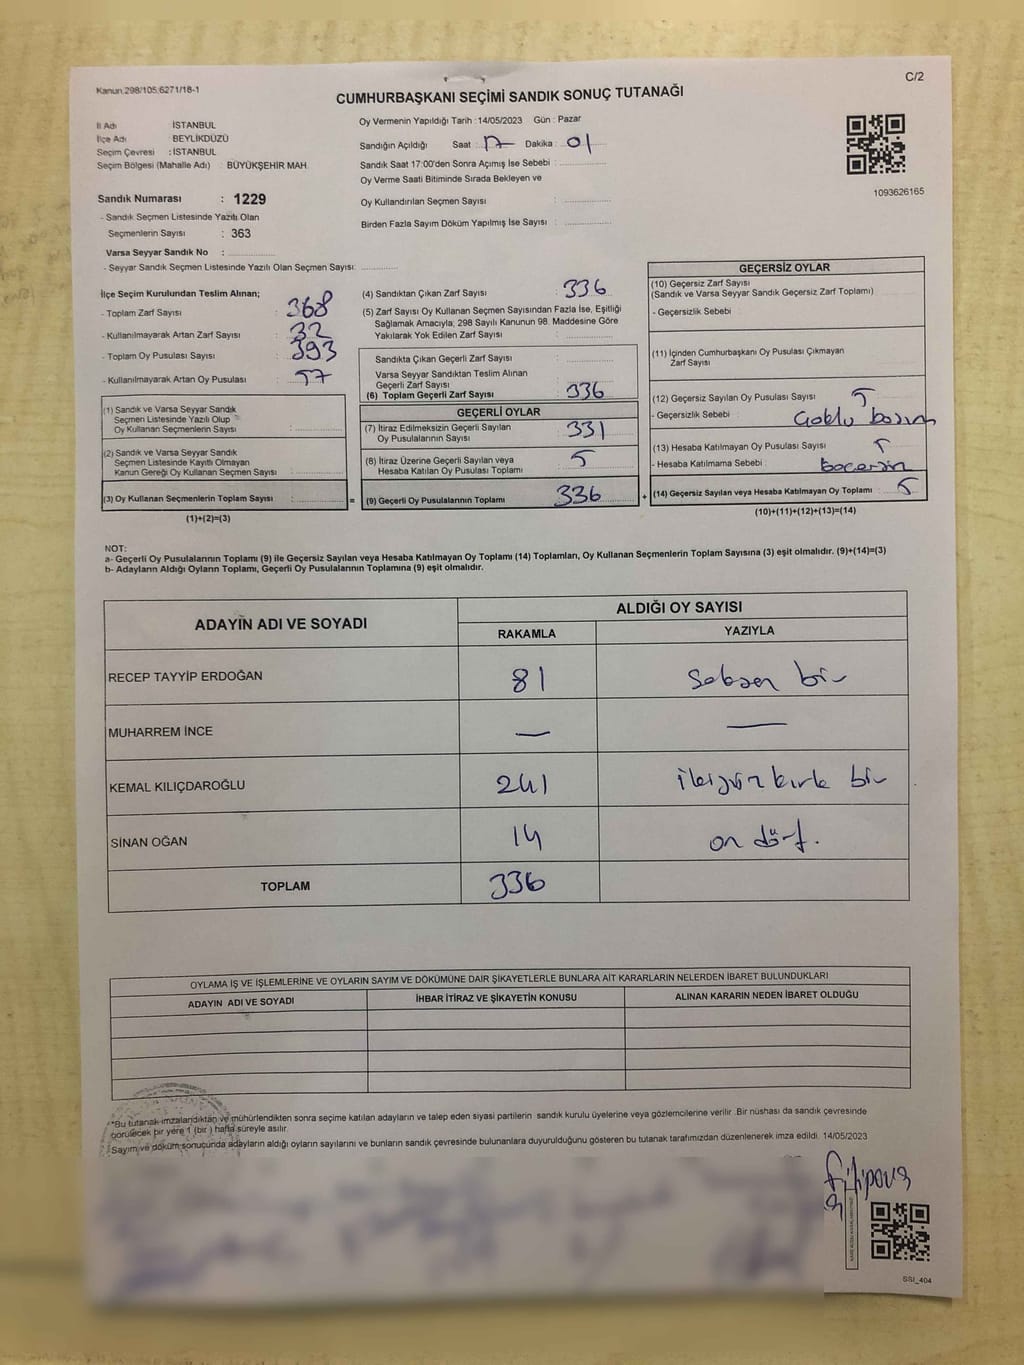 Kanun 298/105,6271/18-1
C/2
CUMHURBAŞKANI SEÇİMİ SANDIK SONUÇ TUTANAĞI
İl Adı İSTANBUL
İlçe Adı BEYLİKDÜZÜ
Seçim Çevresi : İSTANBUL
Seçim Bölgesi (Mahalle Adı) : BÜYÜKŞEHİR MAH.
Sandık Numarası : 1229
- Sandık Seçmen Listesinde Yazılı Olan
Seçmenlerin Sayısı : 363
Varsa Seyyar Sandık No :
- Seyyar Sandık Seçmen Listesinde Yazılı Olan Seçmen Sayısı:
Oy Vermenin Yapıldığı Tarih : 14/05/2023 Gün : Pazar
Sandığın Açıldığı Saat : 17 Dakika : 01
Sandık Saat 17:00'den Sonra Açımış İse Sebebi :
Oy Verme Saati Bitiminde Sırada Bekleyen ve
Oy Kullandırılan Seçmen Sayısı :
Birden Fazla Sayım Döküm Yapılmış İse Sayısı :
1093626165
İlçe Seçim Kurulundan Teslim Alınan;
- Toplam Zarf Sayısı : 368
- Kullanılmayarak Artan Zarf Sayısı : 32
- Toplam Oy Pusulası Sayısı : 393
- Kullanılmayarak Artan Oy Pusulası : 57
(1) Sandık ve Varsa Seyyar Sandık
Seçmen Listesinde Yazılı Olup
Oy Kullanan Seçmenlerin Sayısı :
(2) Sandık ve Varsa Seyyar Sandık
Seçmen Listesinde Kayıtlı Olmayan
Kanun Gereği Oy Kullanan Seçmen Sayısı :
(3) Oy Kullanan Seçmenlerin Toplam Sayısı : =
(1)+(2)=(3)
(4) Sandıktan Çıkan Zarf Sayısı : 336
(5) Zarf Sayısı Oy Kullanan Seçmen Sayısından Fazla İse, Eşitliği
Sağlamak Amacıyla, 298 Sayılı Kanunun 98. Maddesine Göre
Yakılarak Yok Edilen Zarf Sayısı :
Sandıkta Çıkan Geçerli Zarf Sayısı :
Varsa Seyyar Sandıktan Teslim Alınan
Geçerli Zarf Sayısı :
(6) Toplam Geçerli Zarf Sayısı : 336
GEÇERLİ OYLAR
(7) İtiraz Edilmeksizin Geçerli Sayılan
Oy Pusulalarının Sayısı : 331
(8) İtiraz Üzerine Geçerli Sayılan veya
Hesaba Katılan Oy Pusulası Toplamı : 5
(9) Geçerli Oy Pusulalarının Toplamı : 336 +
GEÇERSİZ OYLAR
(10) Geçersiz Zarf Sayısı
(Sandık ve Varsa Seyyar Sandık Geçersiz Zarf Toplamı)
- Geçersizlik Sebebi
(11) İçinden Cumhurbaşkanı Oy Pusulası Çıkmayan
Zarf Sayısı
(12) Geçersiz Sayılan Oy Pusulası Sayısı : 5
- Geçersizlik Sebebi :
(13) Hesaba Katılmayan Oy Pusulası Sayısı 5
- Hesaba Katılmama Sebebi :
(14) Geçersiz Sayılan veya Hesaba Katılmayan Oy Toplamı : 5
(10)+(11)+(12)+(13)=(14)
NOT:
a- Geçerli Oy Pusulalarının Toplamı (9) ile Geçersiz Sayılan veya Hesaba Katılmayan Oy Toplamı (14) Toplamları, Oy Kullanan Seçmenlerin Toplam Sayısına (3) eşit olmalıdır. (9)+(14)=(3)
b- Adayların Aldığı Oyların Toplamı, Geçerli Oy Pusulalarının Toplamına (9) eşit olmalıdır.
ADAYIN ADI VE SOYADI
ALDIĞI OY SAYISI
RAKAMLA YAZIYLA
RECEP TAYYİP ERDOĞAN 81 Seksen bir
MUHARREM İNCE — —
KEMAL KILIÇDAROĞLU 241 ikiyüz kırk bir
SİNAN OĞAN 14 on dört.
TOPLAM 336
OYLAMA İŞ VE İŞLEMLERİNE VE OYLARIN SAYIM VE DÖKÜMÜNE DAİR ŞİKAYETLERLE BUNLARA AİT KARARLARIN NELERDEN İBARET BULUNDUKLARI
ADAYIN ADI VE SOYADI İHBAR İTİRAZ VE ŞİKAYETİN KONUSU ALINAN KARARIN NEDEN İBARET OLDUĞU
*Bu tutanak imzalandıktan ve mühürlendikten sonra seçime katılan adayların ve talep eden siyasi partilerin sandık kurulu üyelerine veya gözlemcilerine verilir. Bir nüshası da sandık çevresinde
görülecek bir yere 1 (bir) hafta süreyle asılır.
Sayım ve döküm sonucunda adayların aldığı oyların sayılarını ve bunların sandık çevresinde bulunanlara duyurulduğunu gösteren bu tutanak tarafımızdan düzenlenerek imza edildi. 14/05/2023
SSI_404